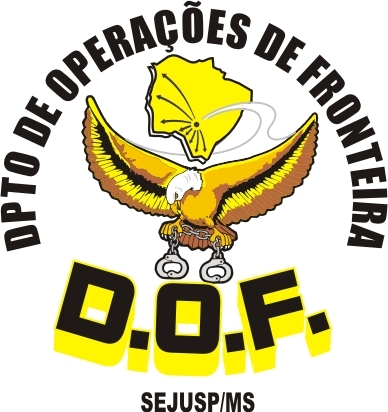 DPTO DE OPERAÇÕES DE FRONTEIRA
D.O.F.
SEJUSP/MS